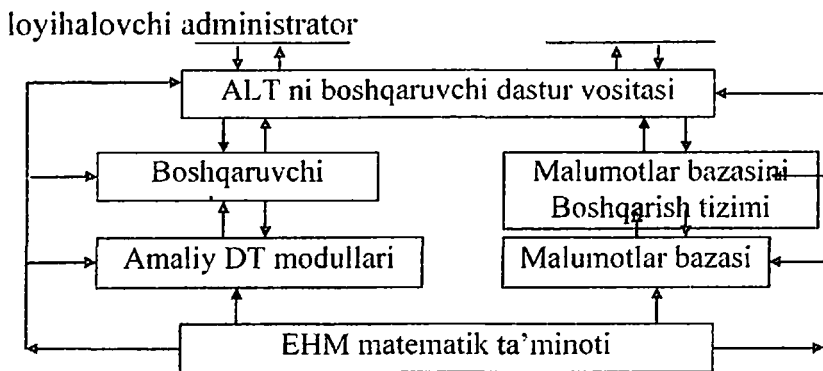 loyihalovchi administrator
ALT ni boshqaruvchi dastur vositasi
Boshqaruvchi
Malumotlar bazasini
Boshqarish tizimi
Amaliy DT modullari
Malumotlar bazasi
EHM matematik ta’minoti